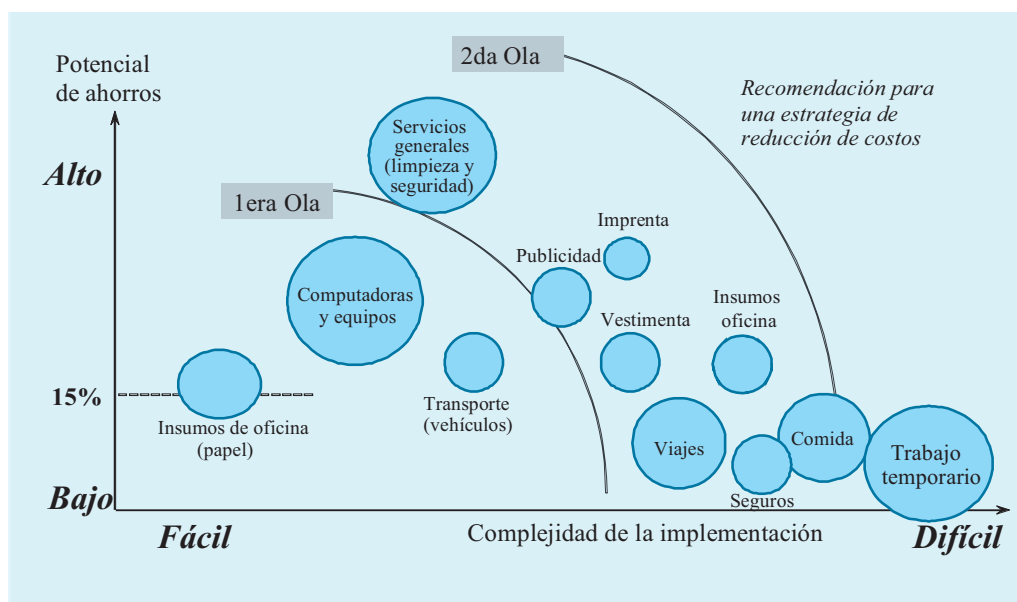 2da Ola
Potencial
de ahorros
Recomendación para
una estrategia de
reducción de costos
Servicios
generales
(limpieza y
seguridad)
Alto
1era Ola
Imprenta
Publicidad
Computadoras
y equipos
Insumos
oficina
Vestimenta
15%
Transporte
(vehículos)
Insumos de oficina
(papel)
Viajes
Comida
Trabajo
temporario
Seguros
Bajo
Fácil
Complejidad de la implementación
Difícil